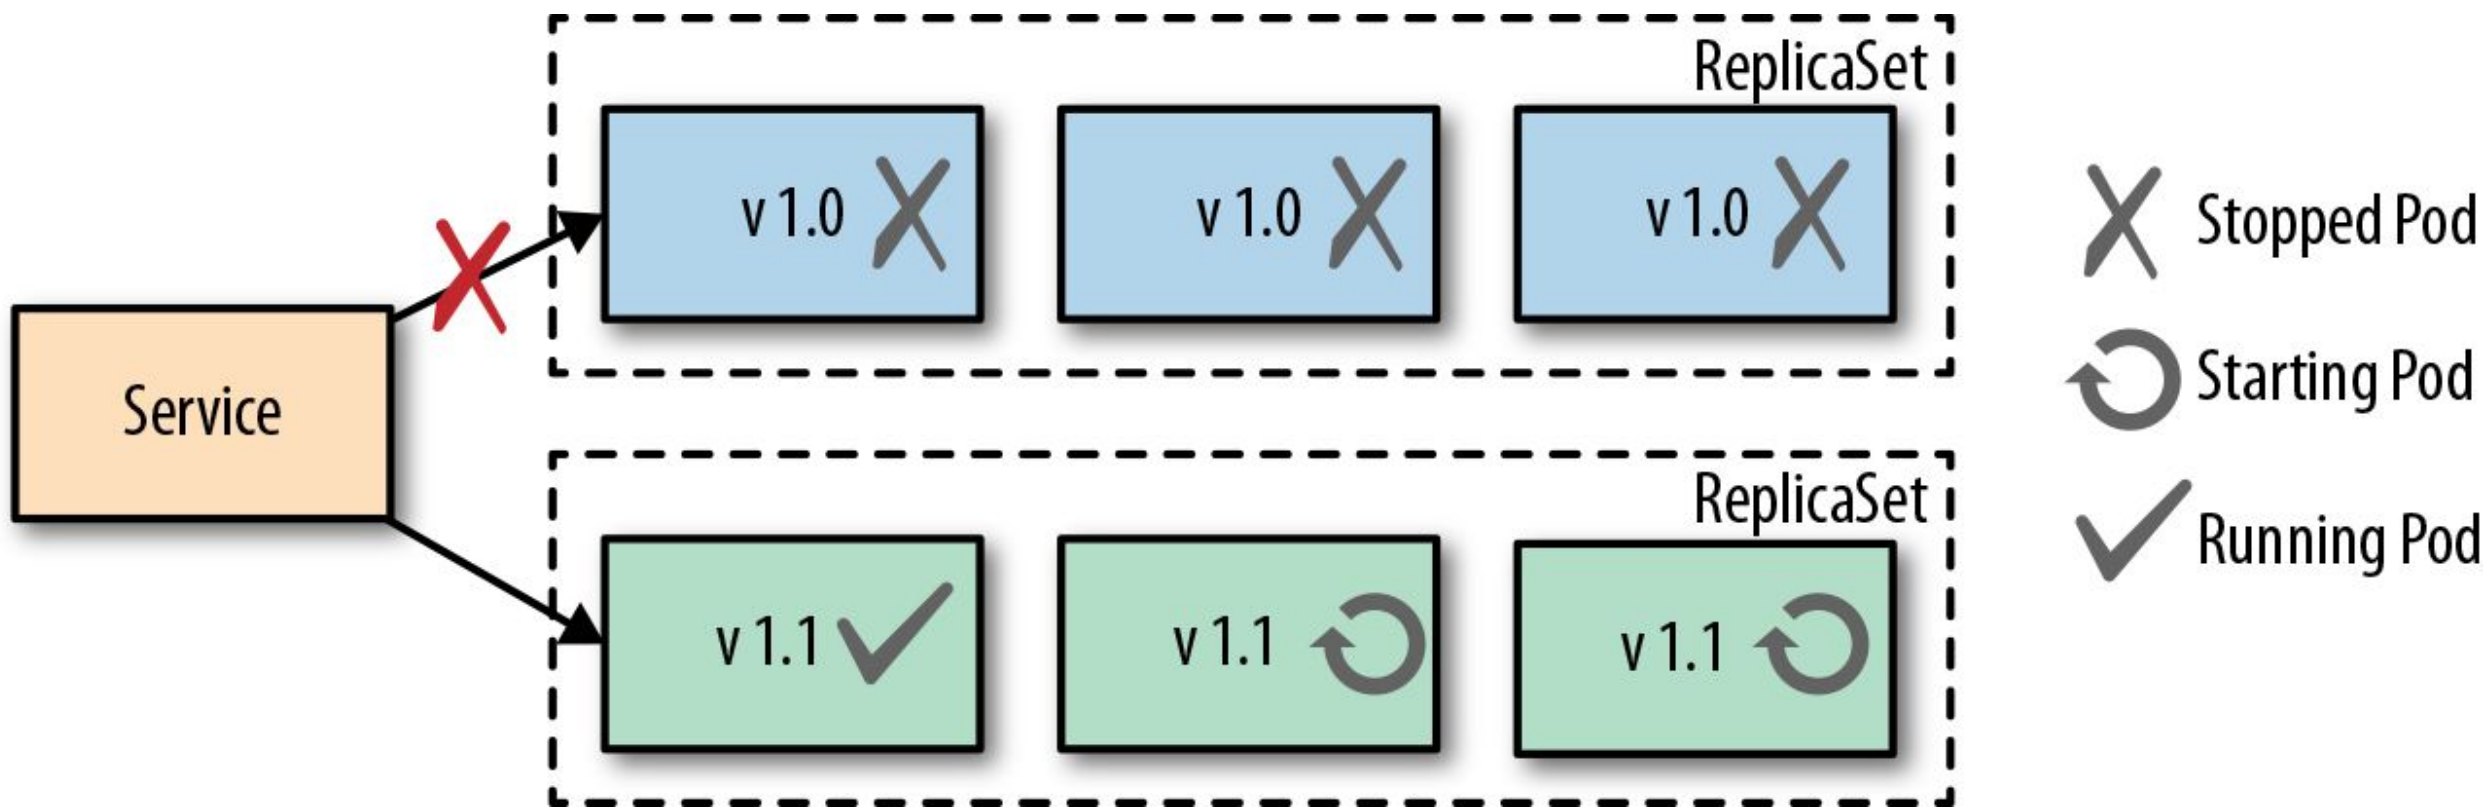 ReplicaSet
v 1.0
v 1.0
v 1.0
Service
ReplicaSet
v 1.1
v 1.1
v 1.1
Stopped Pod
Starting Pod
Running Pod